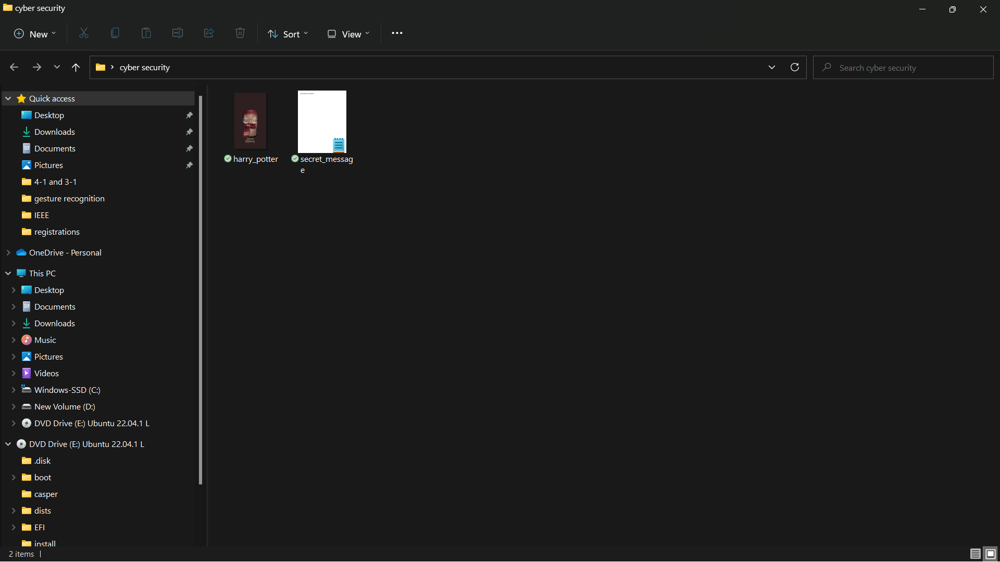 cyber security
New
Sort
View
cyber security
Search cyber security
Quick access
Desktop
Downloads
Documents
Pictures
4-1 and 3-1
gesture recognition
IEEE
registrations
OneDrive - Personal
This PC
Desktop
Documents
Downloads
Music
Pictures
Videos
Windows-SSD (C:)
New Volume (D:)
DVD Drive (E:) Ubuntu 22.04.1 L
DVD Drive (E:) Ubuntu 22.04.1 L
.disk
boot
casper
dists
EFI
install
harry_potter
secret_messag
e
2 items